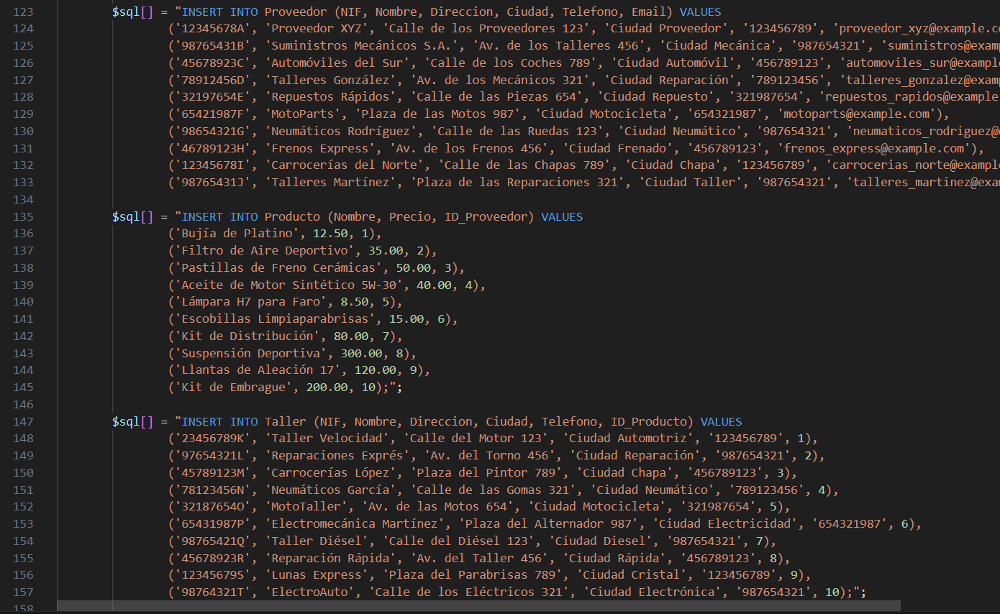 123 $sql[] = "INSERT INTO Proveedor (NIF, Nombre, Direccion, Ciudad, Telefono, Email) VALUES
124 ('12345678A', 'Proveedor XYZ', 'Calle de los Proveedores 123', 'Ciudad Proveedor', '123456789', 'proveedor_xyz@example.c
125 ('98765431B', 'Suministros Mecánicos S.A.', 'Av. de los Talleres 456', 'Ciudad Mecánica', '987654321', 'suministros@exam
126 ('45678923C', 'Automóviles del Sur', 'Calle de los Coches 789', 'Ciudad Automóvil', '456789123', 'automoviles_sur@exampl
127 ('78912456D', 'Talleres González', 'Av. de los Mecánicos 321', 'Ciudad Reparación', '789123456', 'talleres_gonzalez@exam
128 ('32197654E', 'Repuestos Rápidos', 'Calle de las Piezas 654', 'Ciudad Repuesto', '321987654', 'repuestos_rapidos@example
129 ('65421987F', 'MotoParts', 'Plaza de las Motos 987', 'Ciudad Motocicleta', '654321987', 'motoparts@example.com'),
130 ('98654321G', 'Neumáticos Rodríguez', 'Calle de las Ruedas 123', 'Ciudad Neumático', '987654321', 'neumaticos_rodriguez@
131 ('46789123H', 'Frenos Express', 'Av. de los Frenos 456', 'Ciudad Frenado', '456789123', 'frenos_express@example.com'),
132 ('12345678I', 'Carrocerías del Norte', 'Calle de las Chapas 789', 'Ciudad Chapa', '123456789', 'carrocerias_norte@exampl
133 ('98765431J', 'Talleres Martínez', 'Plaza de las Reparaciones 321', 'Ciudad Taller', '987654321', 'talleres_martinez@exa
134
135 $sql[] = "INSERT INTO Producto (Nombre, Precio, ID_Proveedor) VALUES
136 ('Bujía de Platino', 12.50, 1),
137 ('Filtro de Aire Deportivo', 35.00, 2),
138 ('Pastillas de Freno Cerámicas', 50.00, 3),
139 ('Aceite de Motor Sintético 5W-30', 40.00, 4),
140 ('Lámpara H7 para Faro', 8.50, 5),
141 ('Escobillas Limpiaparabrisas', 15.00, 6),
142 ('Kit de Distribución', 80.00, 7),
143 ('Suspensión Deportiva', 300.00, 8),
144 ('Llantas de Aleación 17', 120.00, 9),
145 ('Kit de Embrague', 200.00, 10);";
146
147 $sql[] = "INSERT INTO Taller (NIF, Nombre, Direccion, Ciudad, Telefono, ID_Producto) VALUES
148 ('23456789K', 'Taller Velocidad', 'Calle del Motor 123', 'Ciudad Automotriz', '123456789', 1),
149 ('97654321L', 'Reparaciones Exprés', 'Av. del Torno 456', 'Ciudad Reparación', '987654321', 2),
150 ('45789123M', 'Carrocerías López', 'Plaza del Pintor 789', 'Ciudad Chapa', '456789123', 3),
151 ('78123456N', 'Neumáticos García', 'Calle de las Gomas 321', 'Ciudad Neumático', '789123456', 4),
152 ('32187654O', 'MotoTaller', 'Av. de las Motos 654', 'Ciudad Motocicleta', '321987654', 5),
153 ('65431987P', 'Electromecánica Martínez', 'Plaza del Alternador 987', 'Ciudad Electricidad', '654321987', 6),
154 ('98765421Q', 'Taller Diésel', 'Calle del Diésel 123', 'Ciudad Diesel', '987654321', 7),
155 ('45678923R', 'Reparación Rápida', 'Av. del Taller 456', 'Ciudad Rápida', '456789123', 8),
156 ('12345679S', 'Lunas Express', 'Plaza del Parabrisas 789', 'Ciudad Cristal', '123456789', 9),
157 ('98764321T', 'ElectroAuto', 'Calle de los Eléctricos 321', 'Ciudad Electrónica', '987654321', 10);";
158